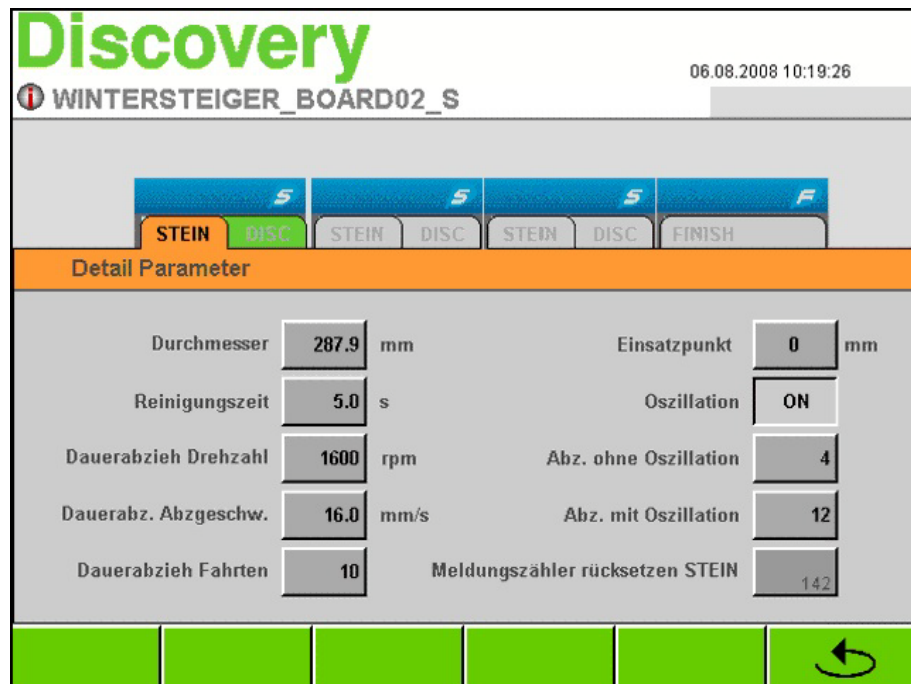 Discovery
06.08.2008 10:19:26
i WINTERSTEIGER_BOARD02_S
S S S F
STEIN DISC STEIN DISC STEIN DISC FINISH
Detail Parameter
Durchmesser 287.9 mm Einsatzpunkt 0 mm
Reinigungszeit 5.0 s Oszillation ON
Dauerabzieh Drehzahl 1600 rpm Abz. ohne Oszillation 4
Dauerabz. Abzgeschw. 16.0 mm/s Abz. mit Oszillation 12
Dauerabzieh Fahrten 10 Meldungszähler rücksetzen STEIN 142